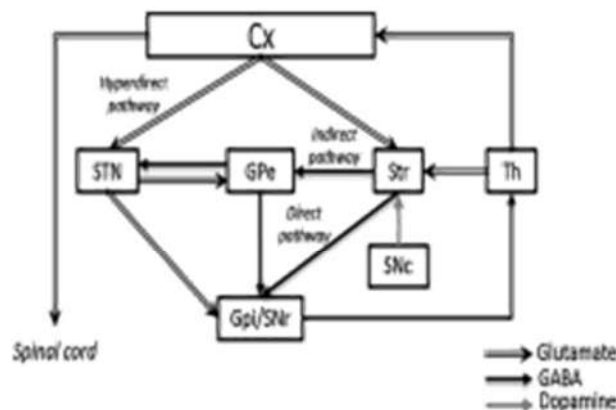 Cx
Hyperdirect
pathway
Indirect
pathway
STN
GPe
Str
Th
Direct
pathway
SNc
Gpi/SNr
Spinal cord
Glutamate
GABA
Dopamine